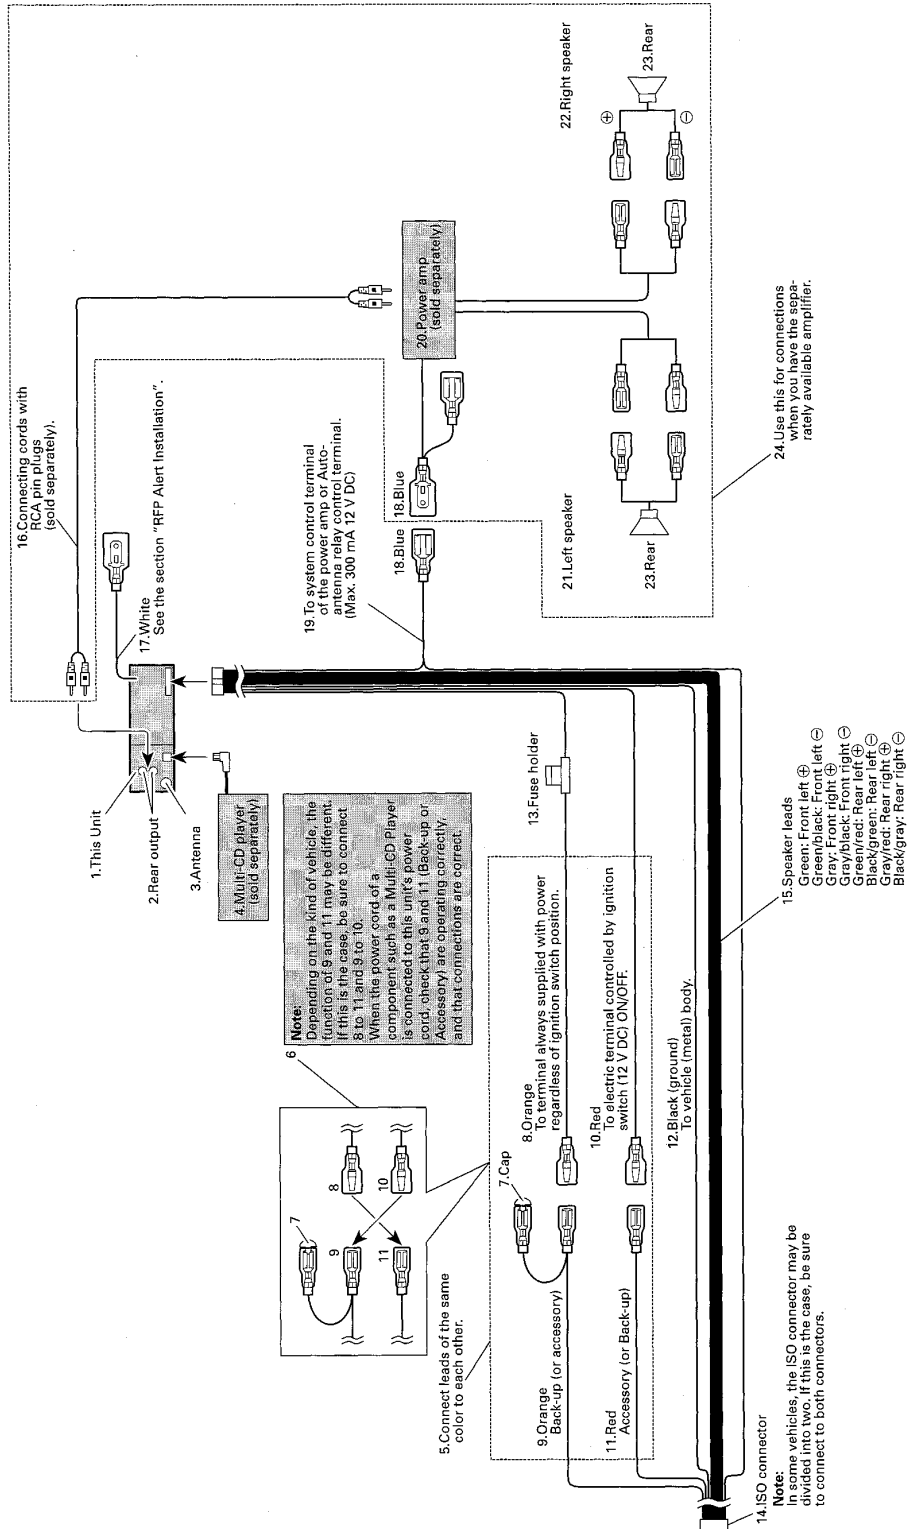 1.This Unit
2.Rear output
3.Antenna
4.Multi-CD player
(sold separately)
16.Connecting cords with
RCA pin plugs
(sold separately).
17.White
See the section "RFP Alert Installation".
5.Connect leads of the same
color to each other.
6
Note:
Depending on the kind of vehicle, the
function of 9 and 11 may be different.
If this is the case, be sure to connect
8 to 11 and 9 to 10.
When the power cord of a
component such as a Multi-CD Player
is connected to this unit's power
cord, check that 9 and 11 (Back-up or
Accessory) are operating correctly,
and that connections are correct.
7
8
9
10
11
7.Cap
8.Orange
To terminal always supplied with power
regardless of ignition switch position.
9.Orange
Back-up (or accessory)
10.Red
To electric terminal controlled by ignition
switch (12 V DC) ON/OFF.
11.Red
Accessory (or Back-up)
12.Black (ground)
To vehicle (metal) body.
13.Fuse holder
14.ISO connector
Note:
In some vehicles, the ISO connector may be
divided into two. If this is the case, be sure
to connect to both connectors.
15.Speaker leads
Green: Front left ⊕
Green/black: Front left ⊖
Gray: Front right ⊕
Gray/black: Front right ⊖
Green/red: Rear left ⊕
Black/green: Rear left ⊖
Gray/red: Rear right ⊕
Black/gray: Rear right ⊖
18.Blue
18.Blue
19.To system control terminal
of the power amp or Auto-
antenna relay control terminal.
(Max. 300 mA 12 V DC)
20.Power amp
(sold separately)
21.Left speaker
23.Rear
22.Right speaker
⊕
⊖
23.Rear
24.Use this for connections
when you have the sepa-
rately available amplifier.